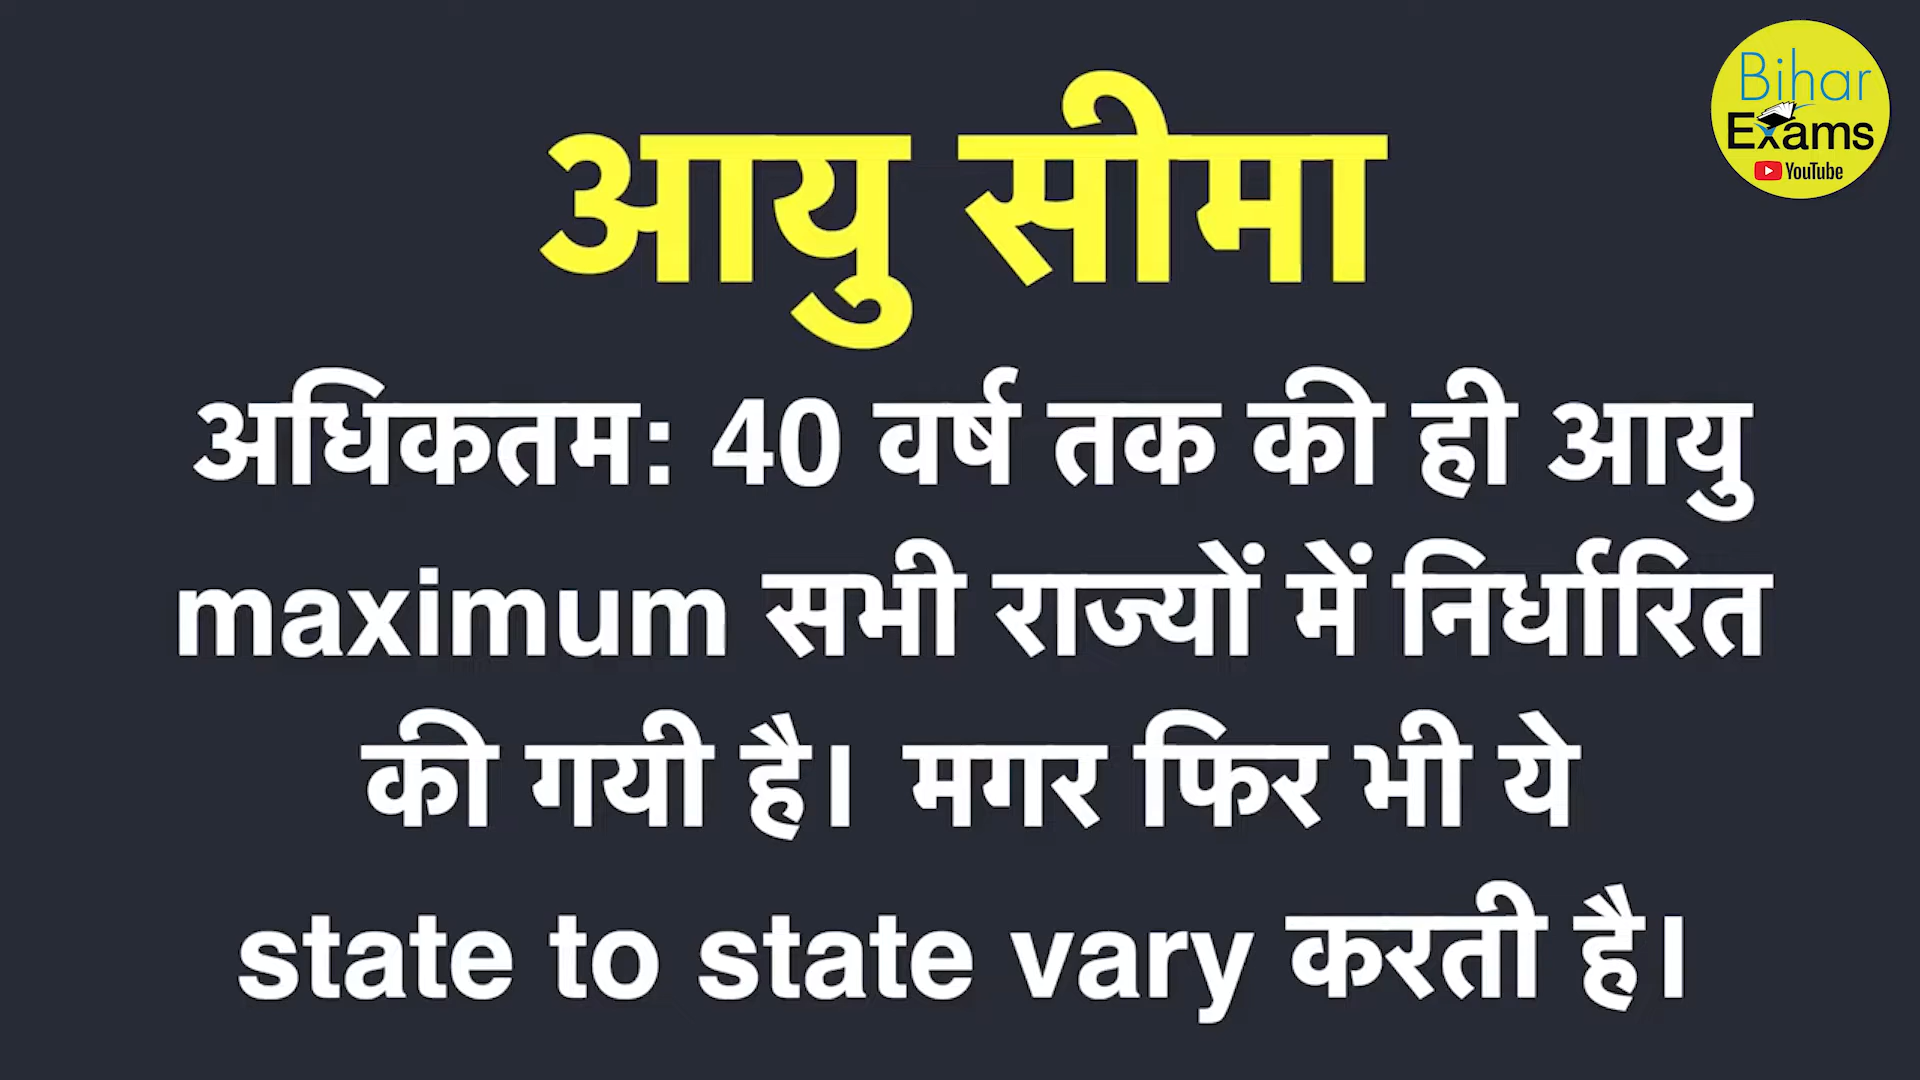 Bihar
Exams
YouTube
आयु सीमा
अधिकतम: 40 वर्ष तक की ही आयु
maximum सभी राज्यों में निर्धारित
की गयी है। मगर फिर भी ये
state to state vary करती है।